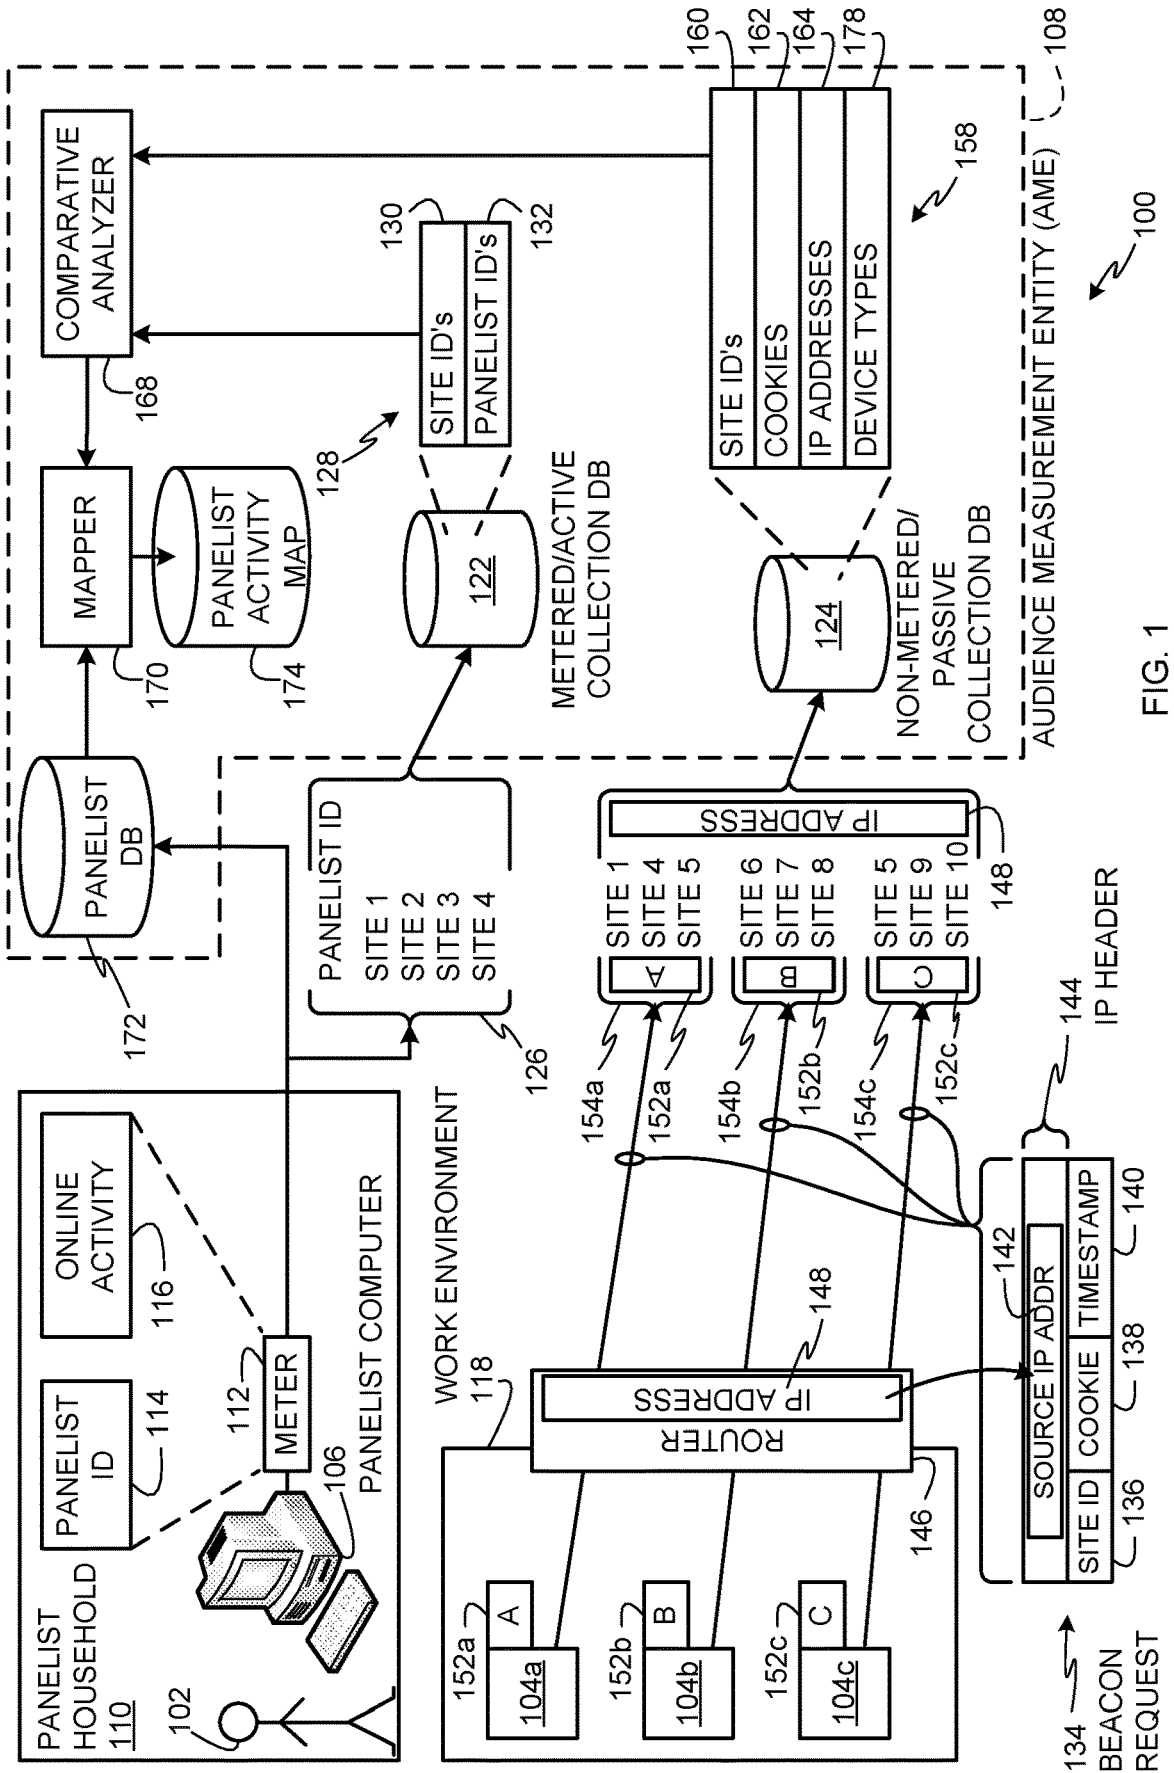 PANELIST
HOUSEHOLD
110
102
PANELIST
ID
114
ONLINE
ACTIVITY
116
112
METER
106
PANELIST COMPUTER
172
PANELIST
DB
MAPPER
170
PANELIST
ACTIVITY
MAP
174
COMPARATIVE
ANALYZER
168
PANELIST ID
SITE 1
SITE 2
SITE 3
SITE 4
126
122
METERED/ACTIVE
COLLECTION DB
128
SITE ID's
PANELIST ID's
130
132
WORK ENVIRONMENT
118
152a
A
104a
152b
B
104b
152c
C
104c
ROUTER
IP ADDRESS
146
148
154a
152a
A
SITE 1
SITE 4
SITE 5
154b
152b
B
SITE 6
SITE 7
SITE 8
154c
152c
C
SITE 5
SITE 9
SITE 10
IP ADDRESS
148
124
NON-METERED/
PASSIVE
COLLECTION DB
SITE ID's
COOKIES
IP ADDRESSES
DEVICE TYPES
160
162
164
178
158
134
BEACON
REQUEST
SOURCE IP ADDR
142
SITE ID
COOKIE
TIMESTAMP
136
138
140
144
IP HEADER
AUDIENCE MEASUREMENT ENTITY (AME)
108
100
FIG. 1